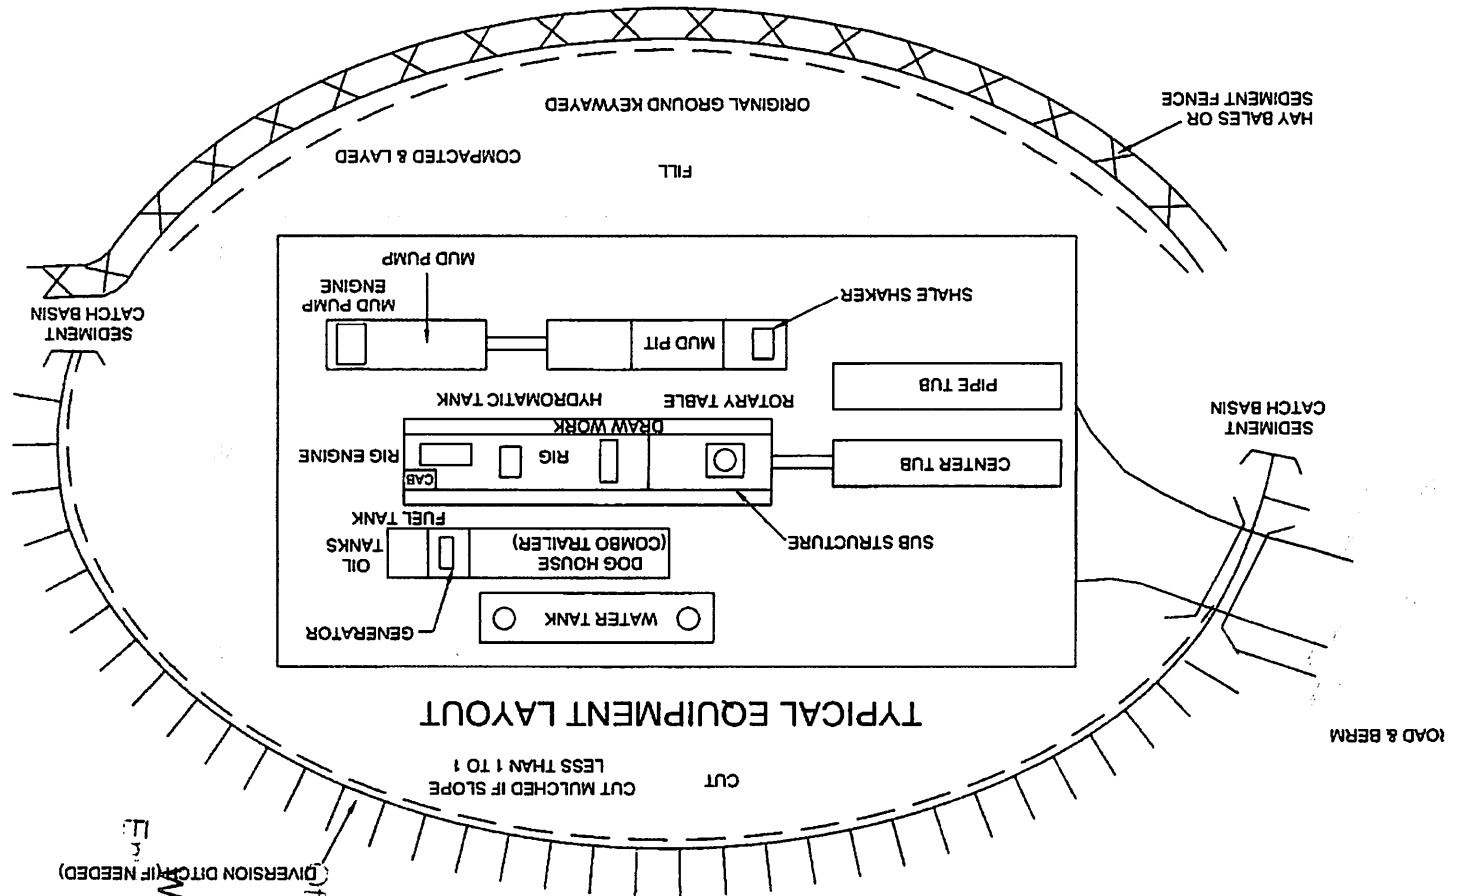 DIVERSION DITCH (IF NEEDED)
CUT
CUT MULCHED IF SLOPE
LESS THAN 1 TO 1
ROAD & BERM
TYPICAL EQUIPMENT LAYOUT
WATER TANK
GENERATOR
SUB STRUCTURE
DOG HOUSE
(COMBO TRAILER)
OIL
TANKS
FUEL TANK
SEDIMENT
CATCH BASIN
CENTER TUB
RIG
CAB
RIG ENGINE
DRAW WORK
PIPE TUB
ROTARY TABLE
HYDROMATIC TANK
MUD PIT
SEDIMENT
CATCH BASIN
SHALE SHAKER
MUD PUMP
ENGINE
MUD PUMP
FILL
COMPACTED & LAYED
HAY BALES OR
SEDIMENT FENCE
ORIGINAL GROUND KEYWAYED